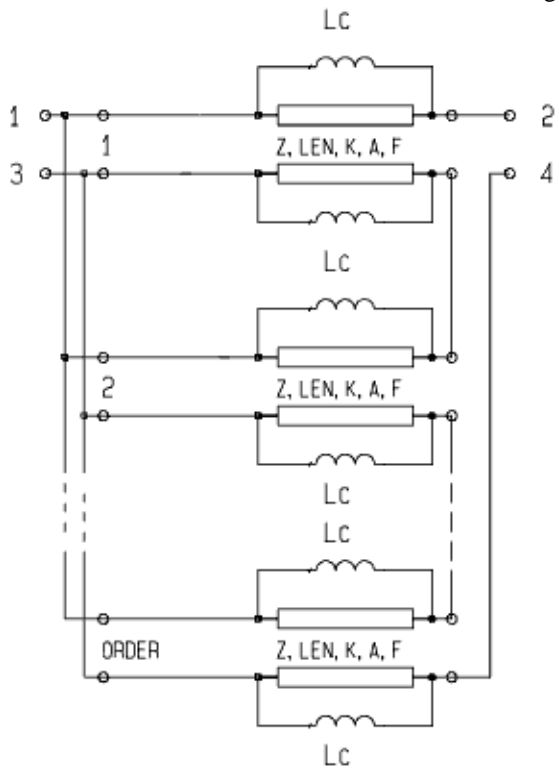 Lc
1 2
1 Z, LEN, K, A, F
3 4
Lc
Lc
2 Z, LEN, K, A, F
Lc
Lc
ORDER Z, LEN, K, A, F
Lc